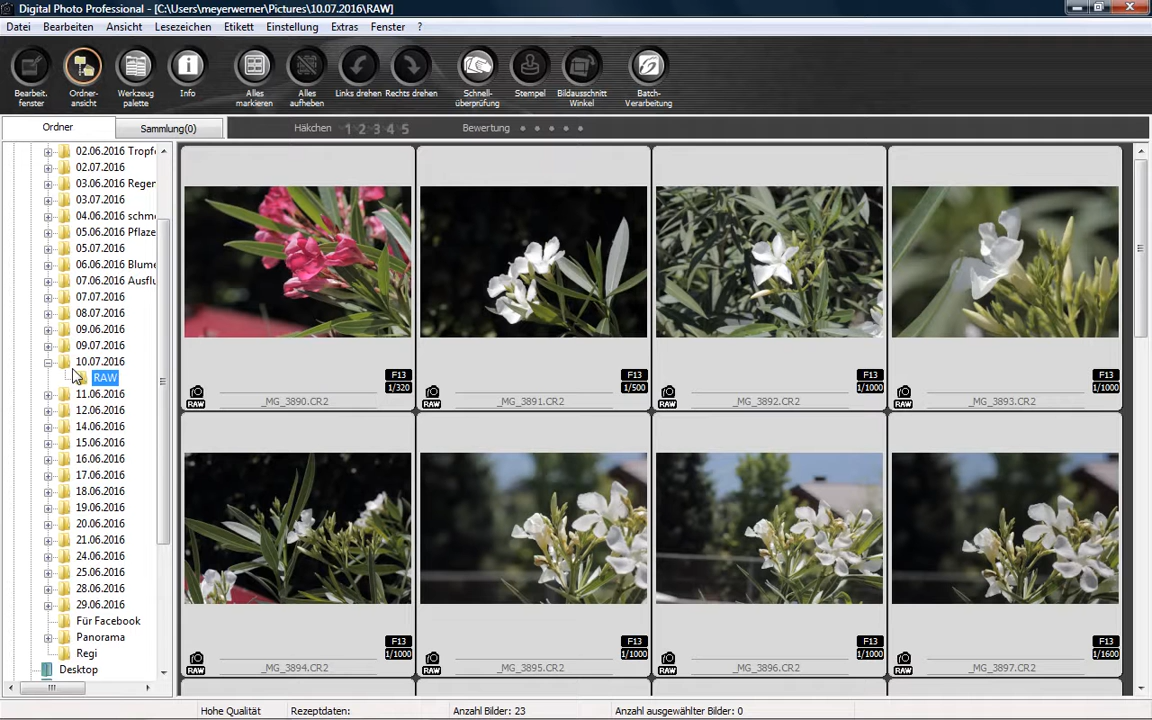 Digital Photo Professional - [C:\Users\meyerwerner\Pictures\10.07.2016\RAW]
Datei Bearbeiten Ansicht Lesezeichen Etikett Einstellung Extras Fenster ?
Bearbeit. fenster
Ordner- ansicht
Werkzeug palette
Info
Alles markieren
Alles aufheben
Links drehen
Rechts drehen
Schnell- überprüfung
Stempel
Bildausschnitt Winkel
Batch- Verarbeitung
Ordner
Sammlung(0)
Häkchen 1 2 3 4 5
Bewertung
02.06.2016 Tropf
02.07.2016
03.06.2016 Reger
03.07.2016
04.06.2016 schm
05.06.2016 Pflaze
05.07.2016
06.06.2016 Blume
07.06.2016 Ausflu
07.07.2016
08.07.2016
09.06.2016
09.07.2016
10.07.2016
RAW
11.06.2016
12.06.2016
14.06.2016
15.06.2016
16.06.2016
17.06.2016
18.06.2016
19.06.2016
20.06.2016
21.06.2016
24.06.2016
25.06.2016
28.06.2016
29.06.2016
Für Facebook
Panorama
Regi
Desktop
RAW _MG_3890.CR2 F13 1/320
RAW _MG_3891.CR2 F13 1/500
RAW _MG_3892.CR2 F13 1/1000
RAW _MG_3893.CR2 F13 1/1000
RAW _MG_3894.CR2 F13 1/1000
RAW _MG_3895.CR2 F13 1/1000
RAW _MG_3896.CR2 F13 1/1000
RAW _MG_3897.CR2 F13 1/1600
Hohe Qualität Rezeptdaten: Anzahl Bilder: 23 Anzahl ausgewählter Bilder: 0